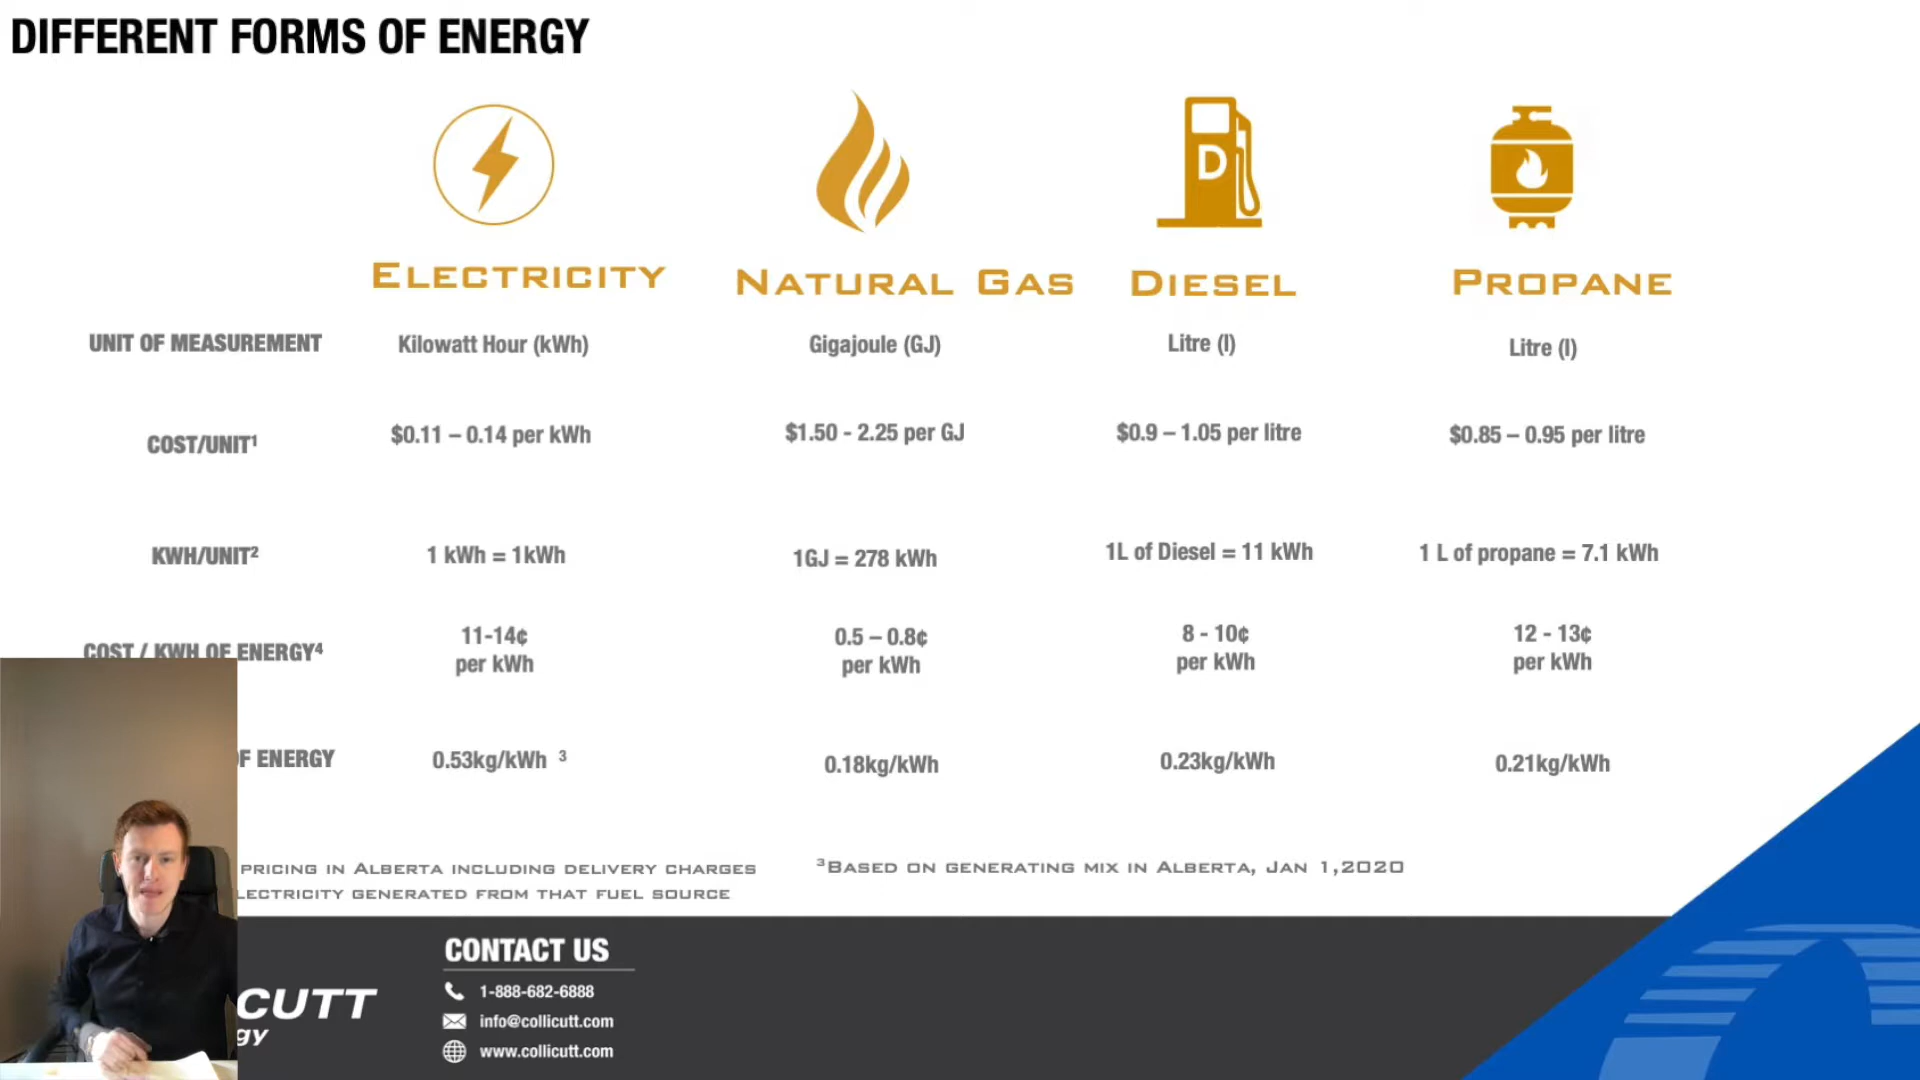 DIFFERENT FORMS OF ENERGY
D
ELECTRICITY
NATURAL GAS
DIESEL
PROPANE
UNIT OF MEASUREMENT
Kilowatt Hour (kWh)
Gigajoule (GJ)
Litre (l)
Litre (l)
COST/UNIT¹
$0.11 – 0.14 per kWh
$1.50 - 2.25 per GJ
$0.9 – 1.05 per litre
$0.85 – 0.95 per litre
KWH/UNIT²
1 kWh = 1kWh
1GJ = 278 kWh
1L of Diesel = 11 kWh
1 L of propane = 7.1 kWh
COST / KWH OF ENERGY⁴
11-14¢
per kWh
0.5 – 0.8¢
per kWh
8 - 10¢
per kWh
12 - 13¢
per kWh
F ENERGY
0.53kg/kWh ³
0.18kg/kWh
0.23kg/kWh
0.21kg/kWh
PRICING IN ALBERTA INCLUDING DELIVERY CHARGES
³BASED ON GENERATING MIX IN ALBERTA, JAN 1,2020
LECTRICITY GENERATED FROM THAT FUEL SOURCE
CONTACT US
1-888-682-6888
info@collicutt.com
www.collicutt.com
CUTT
gy